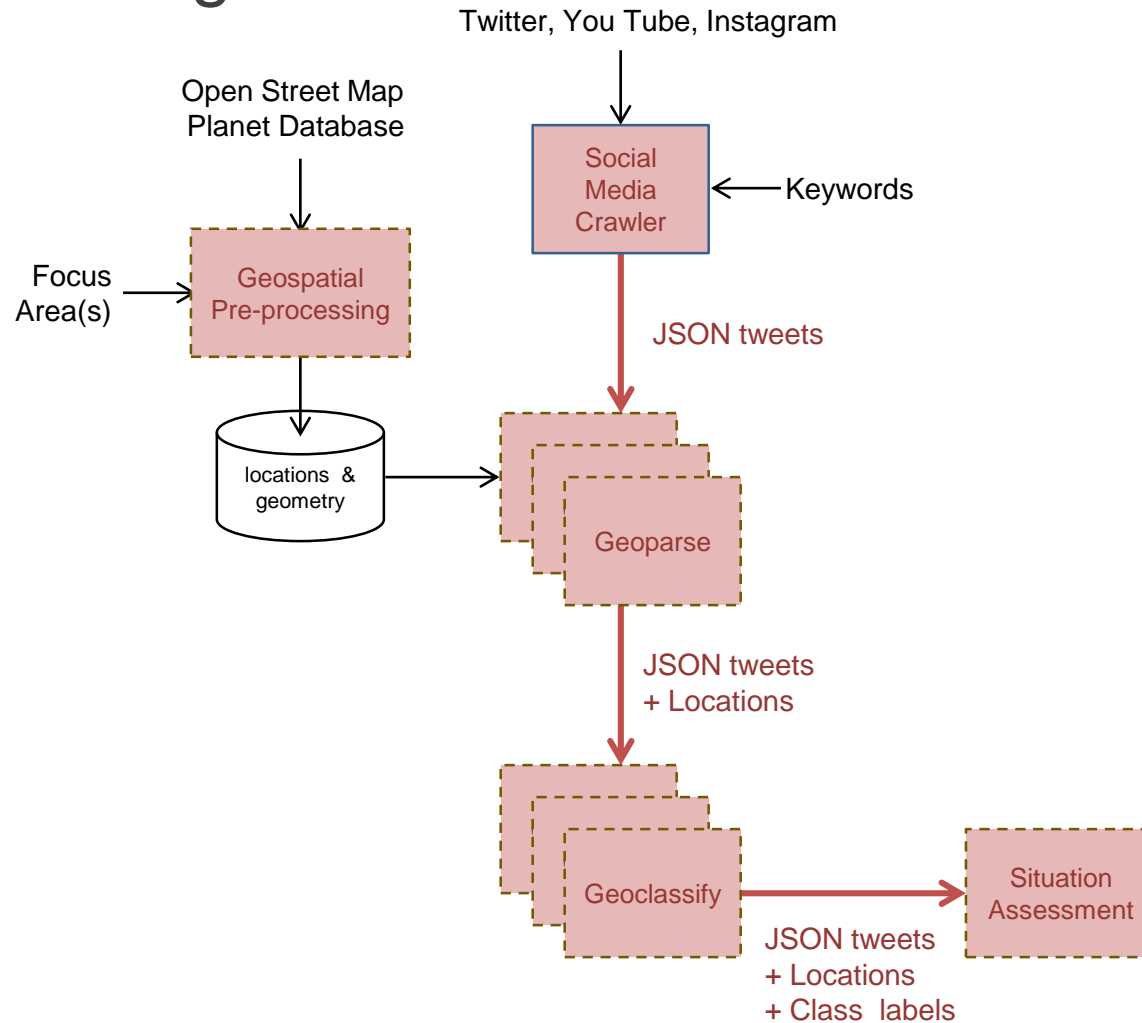 Twitter, You Tube, Instagram
Open Street Map
Planet Database
Social
Media
Crawler
Keywords
Focus
Area(s)
Geospatial
Pre-processing
JSON tweets
locations & 
geometry
Geoparse
JSON tweets
+ Locations
Geoclassify
Situation
Assessment
JSON tweets
+ Locations
+ Class labels